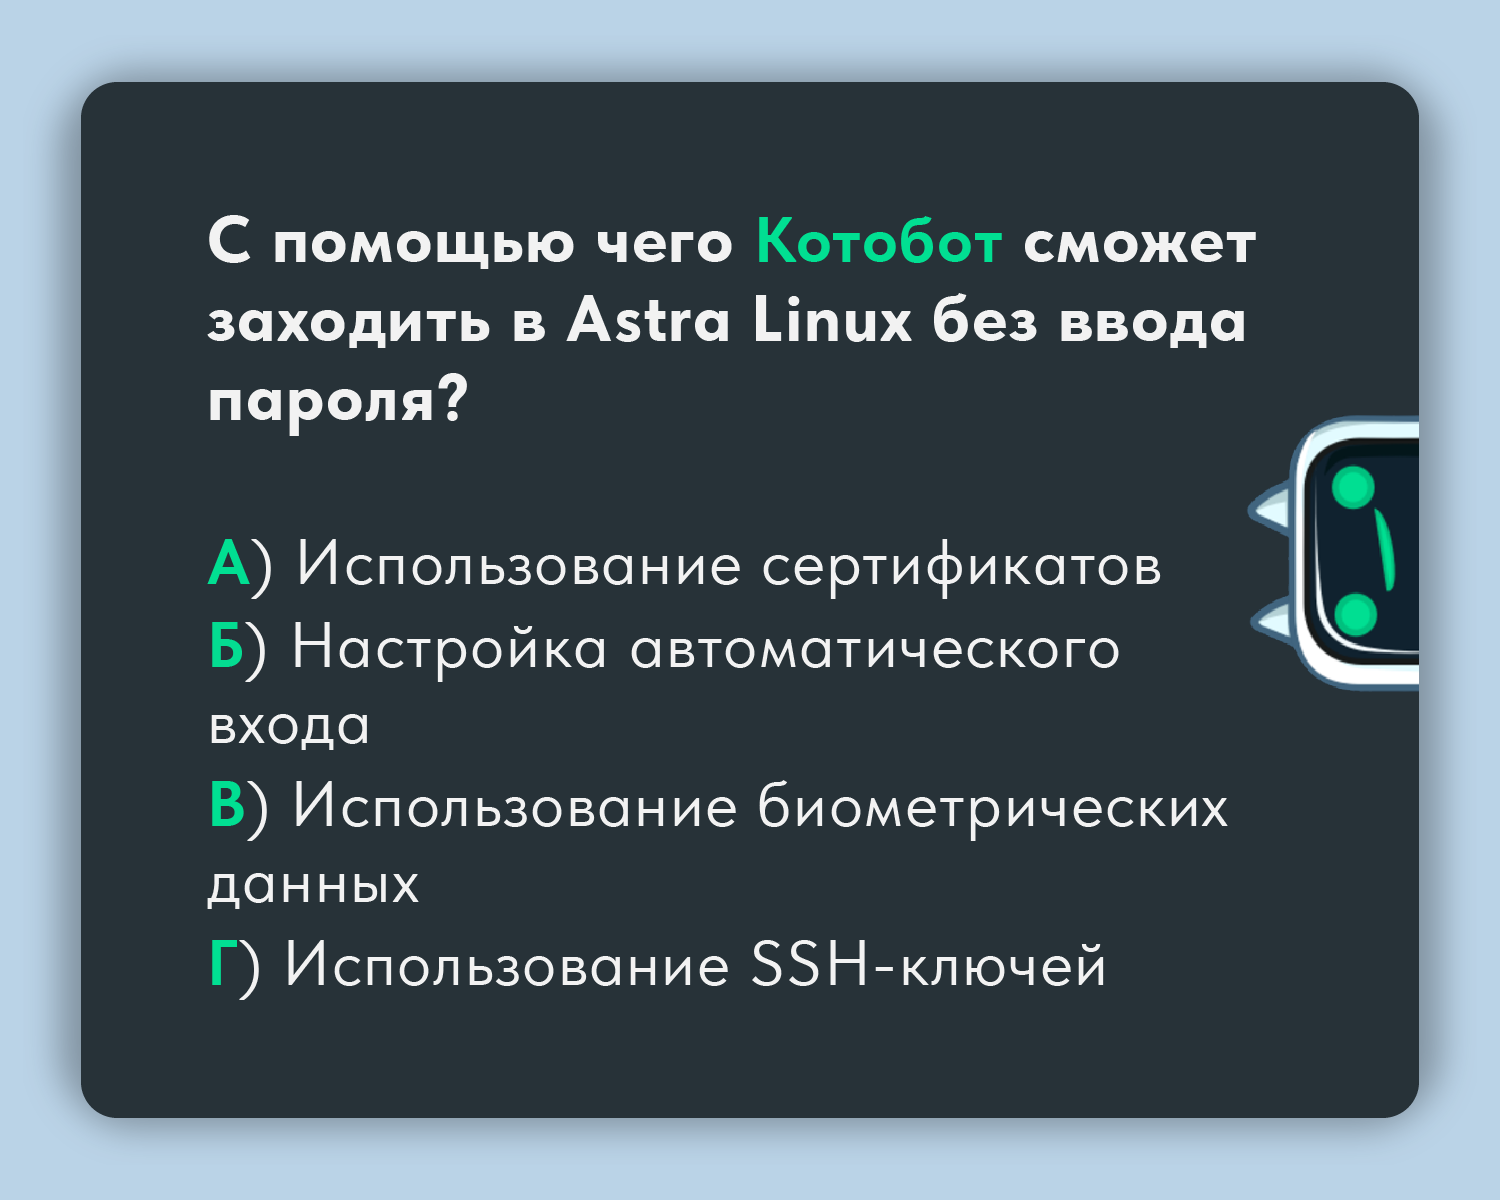 С помощью чего Котобот сможет
заходить в Astra Linux без ввода
пароля?
А) Использование сертификатов
Б) Настройка автоматического
входа
В) Использование биометрических
данных
Г) Использование SSH-ключей